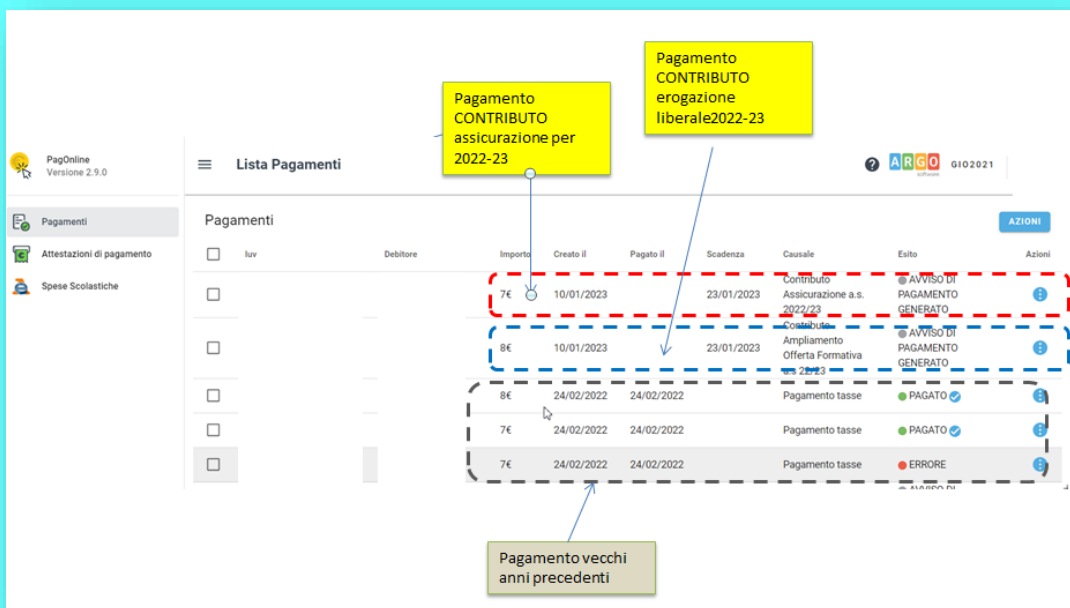 Pagamento
CONTRIBUTO
erogazione
liberale2022-23
Pagamento
CONTRIBUTO
assicurazione per
2022-23
PagOnline
Versione 2.9.0
Lista Pagamenti
?
ARGO
software
GIO2021
Pagamenti
Attestazioni di pagamento
Spese Scolastiche
Pagamenti
AZIONI
Iuv Debitore Importo Creato il Pagato il Scadenza Causale Esito Azioni
7€ 10/01/2023 23/01/2023 Contributo
Assicurazione a.s.
2022/23
AVVISO DI
PAGAMENTO
GENERATO
8€ 10/01/2023 23/01/2023 Contributo
Ampliamento
Offerta Formativa
a.s 22/23
AVVISO DI
PAGAMENTO
GENERATO
8€ 24/02/2022 24/02/2022 Pagamento tasse PAGATO
7€ 24/02/2022 24/02/2022 Pagamento tasse PAGATO
7€ 24/02/2022 24/02/2022 Pagamento tasse ERRORE
AVVISO DI
Pagamento vecchi
anni precedenti